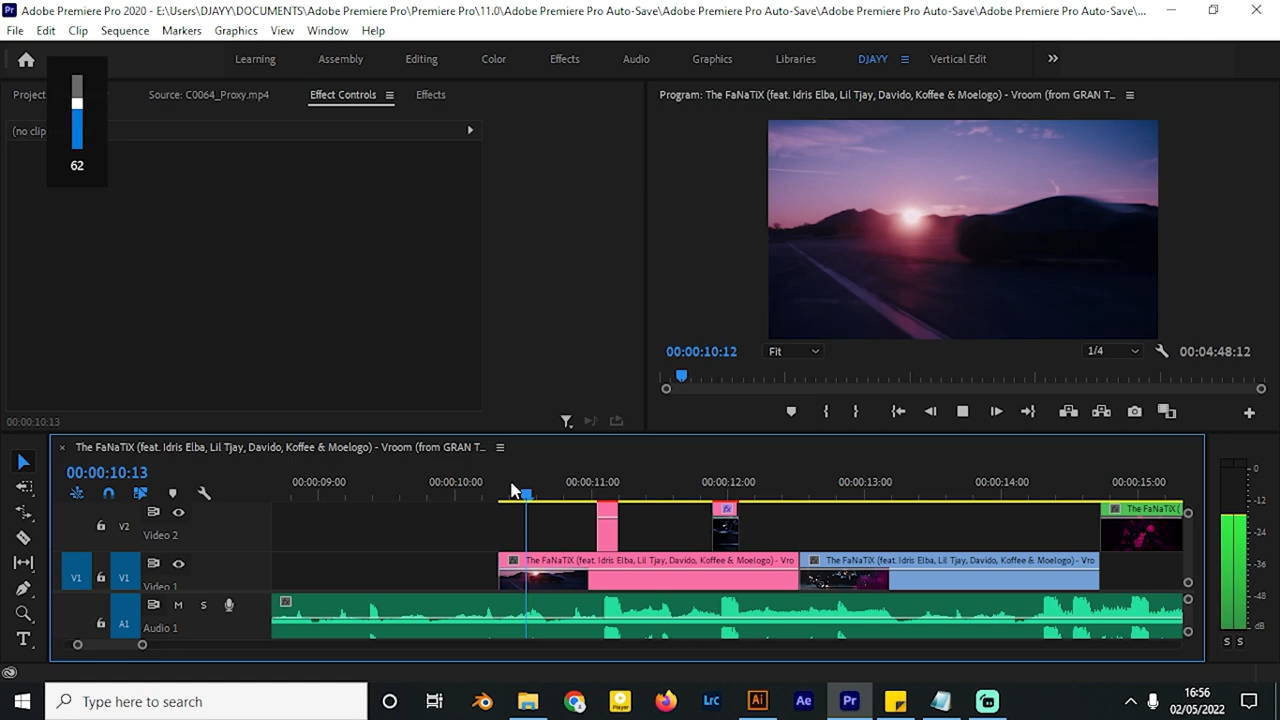 Adobe Premiere Pro 2020 - E:\Users\DJAYY\DOCUMENTS\Adobe Premiere Pro\Premiere Pro\11.0\Adobe Premiere Pro Auto-Save\Adobe Premiere Pro Auto-Save\Adobe Premiere Pro Auto-Save\Adobe Premiere Pro Auto-Save\...
File Edit Clip Sequence Markers Graphics View Window Help
Learning Assembly Editing Color Effects Audio Graphics Libraries DJAYY Vertical Edit
Project Source: C0064_Proxy.mp4 Effect Controls Effects
Program: The FaNaTiX (feat. Idris Elba, Lil Tjay, Davido, Koffee & Moelogo) - Vroom (from GRAN T...
(no clip
62
00:00:10:12 Fit 1/4 00:04:48:12
00:00:10:13
The FaNaTiX (feat. Idris Elba, Lil Tjay, Davido, Koffee & Moelogo) - Vroom (from GRAN T...
00:00:10:13
00:00:09:00 00:00:10:00 00:00:11:00 00:00:12:00 00:00:13:00 00:00:14:00 00:00:15:00
V2 Video 2 fx The FaNaTiX (
V1 V1 Video 1
The FaNaTiX (feat. Idris Elba, Lil Tjay, Davido, Koffee & Moelogo) - Vro
The FaNaTiX (feat. Idris Elba, Lil Tjay, Davido, Koffee & Moelogo) - Vro
A1 M S Audio 1
0
-12
-24
-36
-48
dB
S S
Type here to search
Player Lrc Ai Ae Pr
16:56
02/05/2022